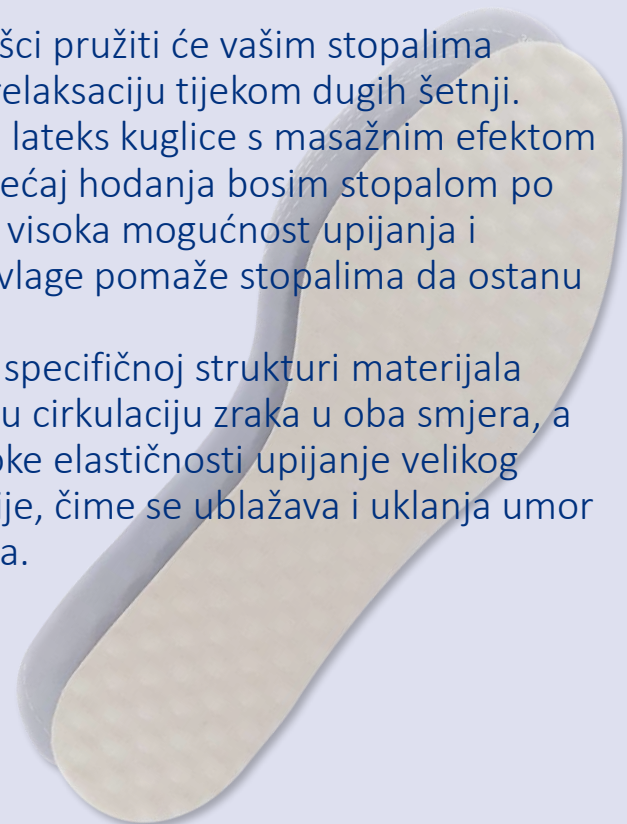 šci pružiti će vašim stopalima
relaksaciju tijekom dugih šetnji.
lateks kuglice s masažnim efektom
ećaj hodanja bosim stopalom po
visoka mogućnost upijanja i
vlage pomaže stopalima da ostanu
specifičnoj strukturi materijala
u cirkulaciju zraka u oba smjera, a
oke elastičnosti upijanje velikog
ije, čime se ublažava i uklanja umor
a.